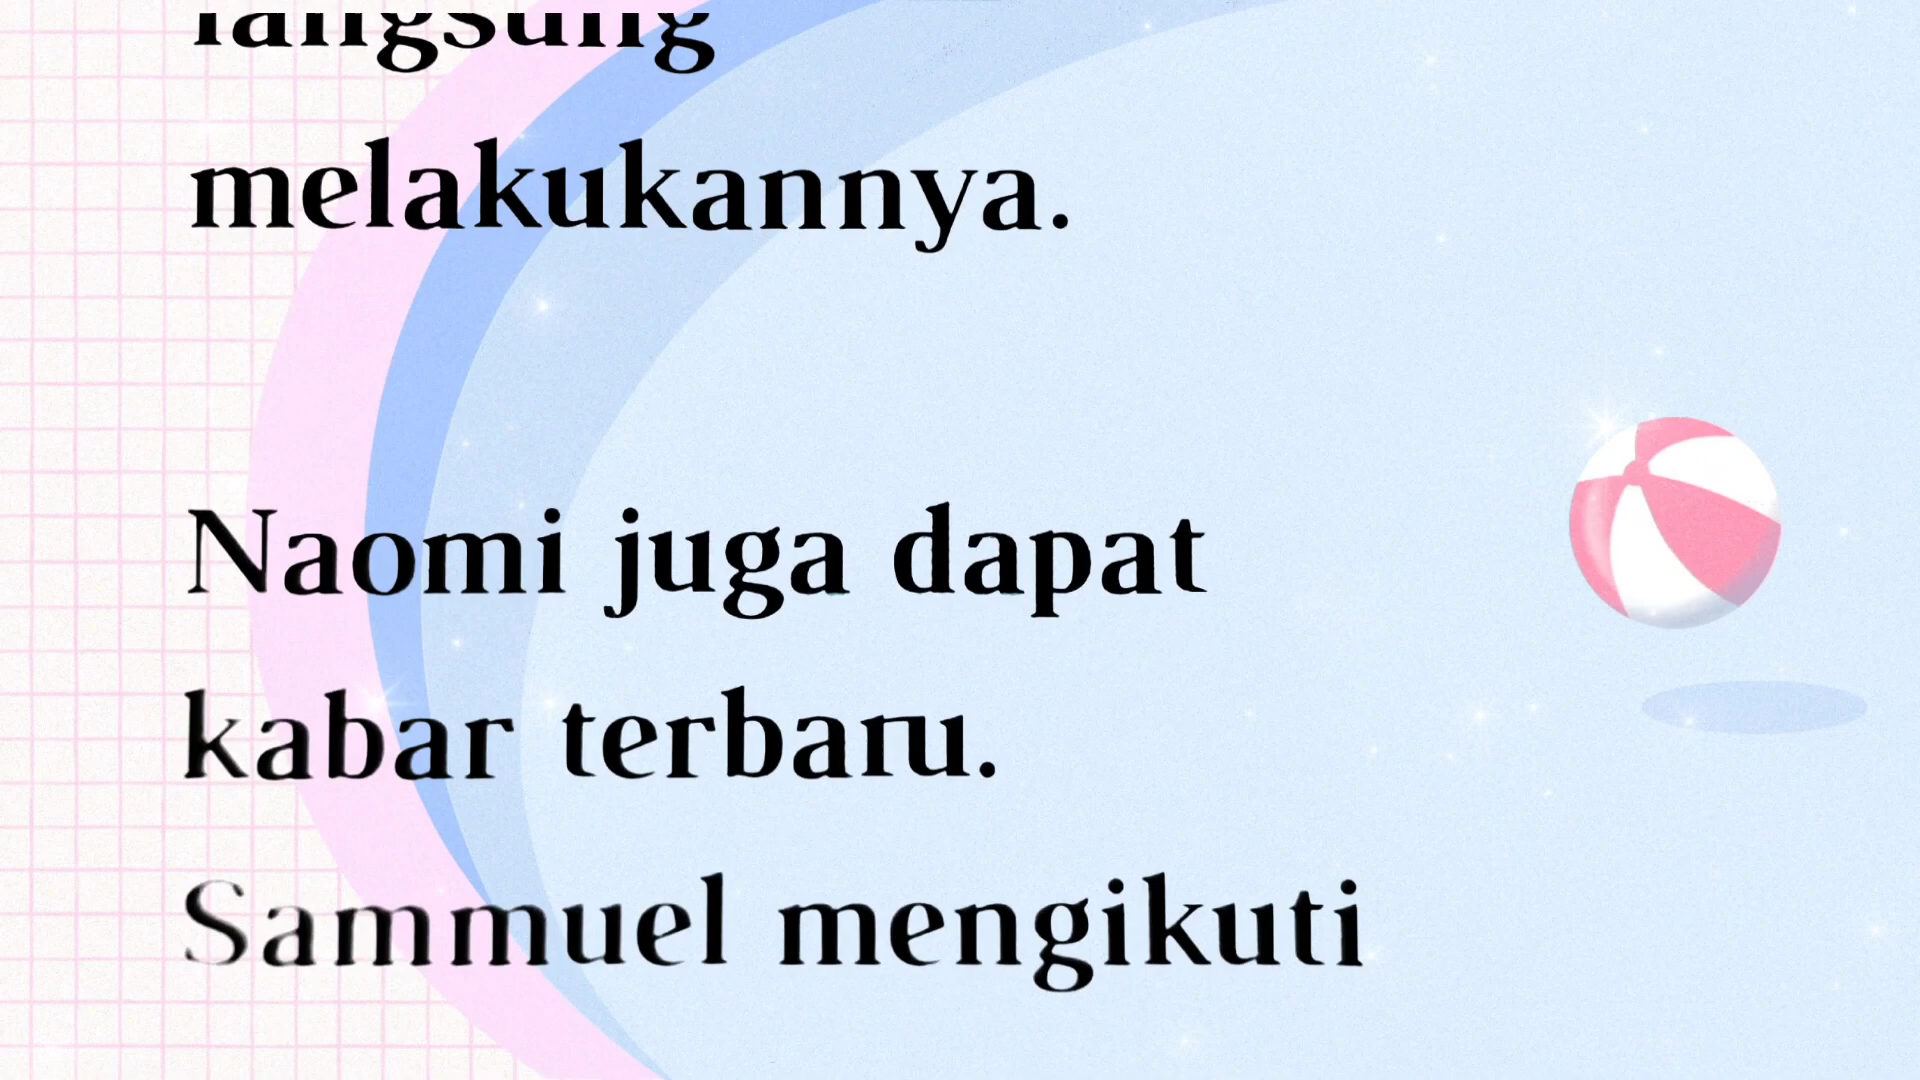 langsung
melakukannya.
Naomi juga dapat
kabar terbaru.
Sammuel mengikuti